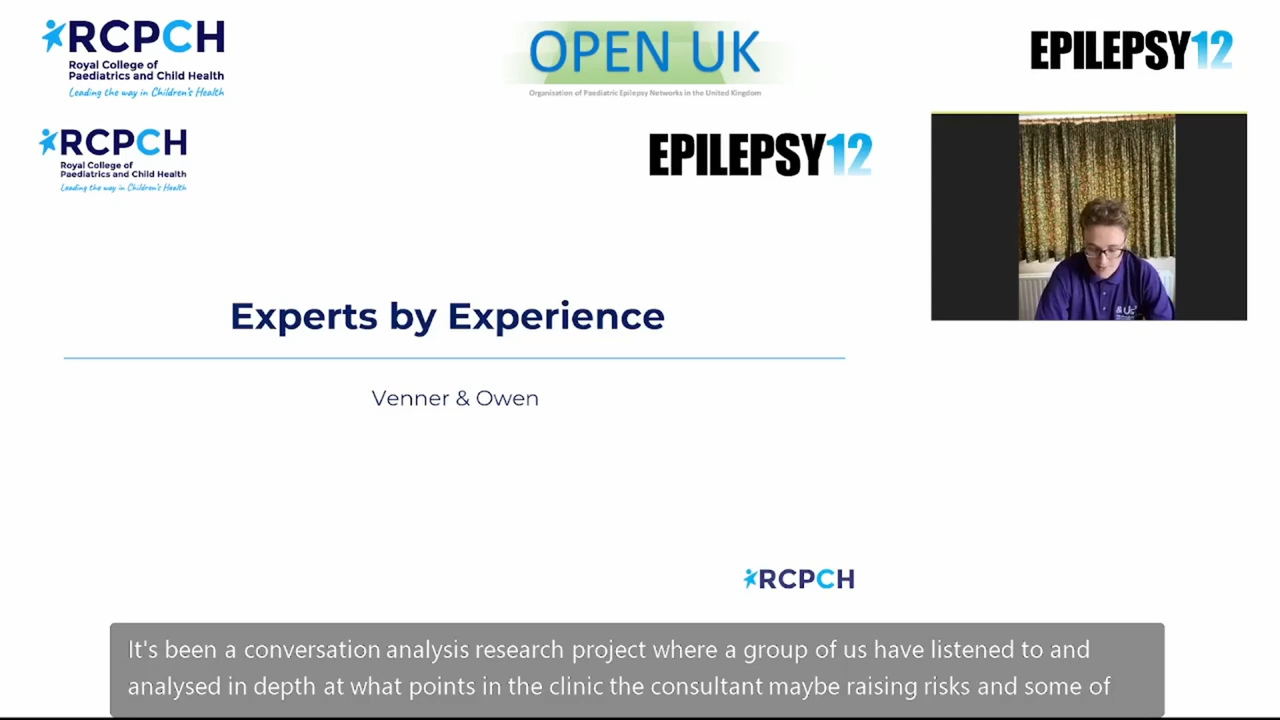 RCPCH
Royal College of
Paediatrics and Child Health
Leading the way in Children's Health
OPEN UK
Organisation of Paediatric Epilepsy Networks in the United Kingdom
EPILEPSY12
RCPCH
Royal College of
Paediatrics and Child Health
Leading the way in Children's Health
EPILEPSY12
Experts by Experience
Venner & Owen
RCPCH
It's been a conversation analysis research project where a group of us have listened to and
analysed in depth at what points in the clinic the consultant maybe raising risks and some of